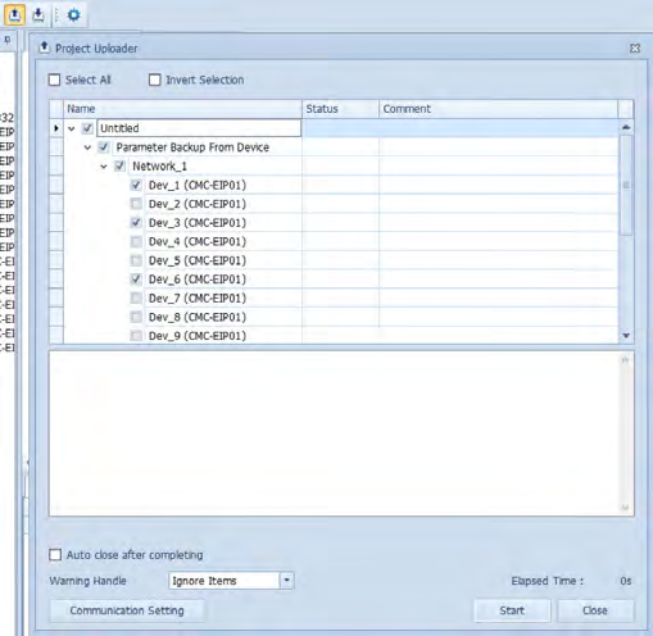 Project Uploader
Select All Invert Selection
Name Status Comment
Untitled
Parameter Backup From Device
Network_1
Dev_1 (CMC-EIP01)
Dev_2 (CMC-EIP01)
Dev_3 (CMC-EIP01)
Dev_4 (CMC-EIP01)
Dev_5 (CMC-EIP01)
Dev_6 (CMC-EIP01)
Dev_7 (CMC-EIP01)
Dev_8 (CMC-EIP01)
Dev_9 (CMC-EIP01)
Auto close after completing
Warning Handle Ignore Items Elapsed Time : 0s
Communication Setting Start Close